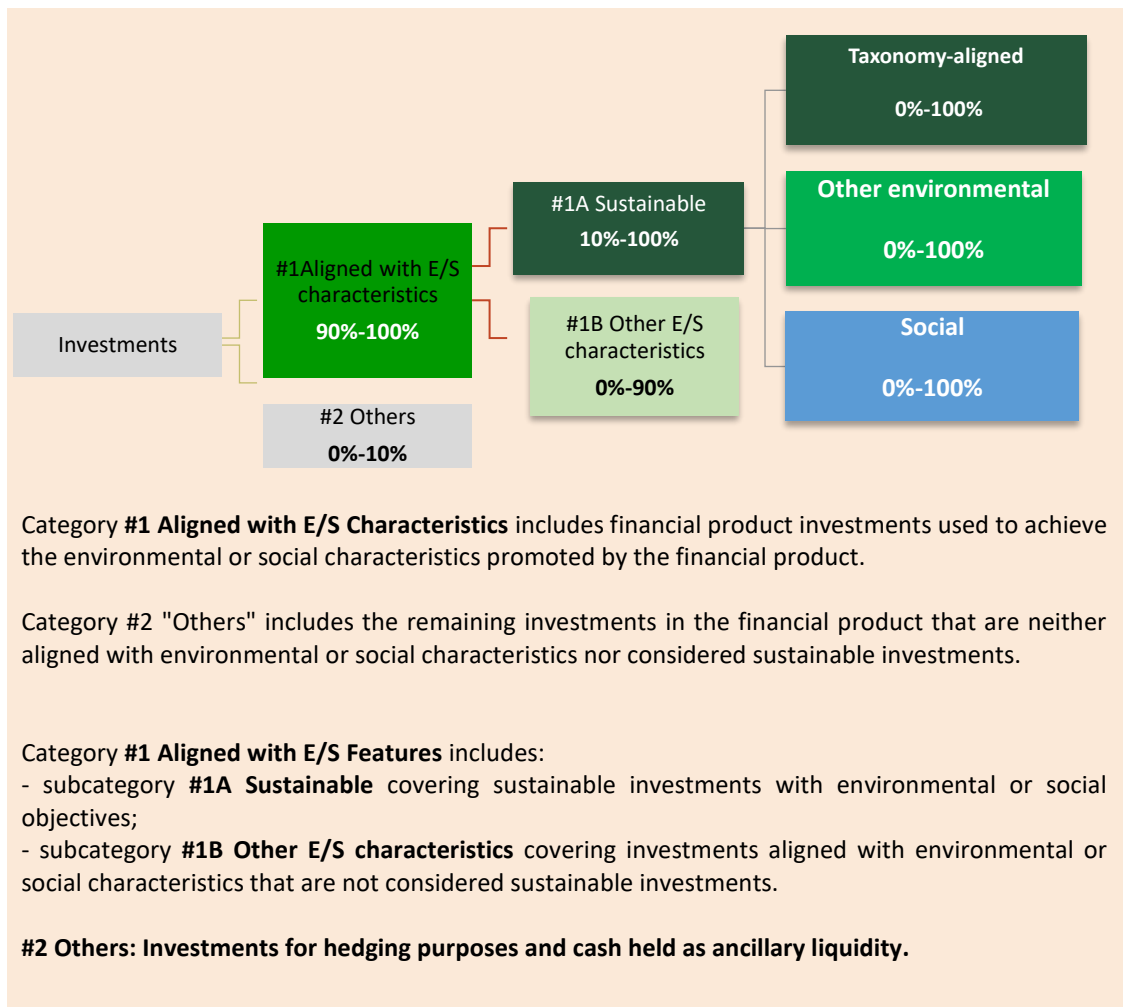 Taxonomy-aligned
0%-100%
Other environmental
0%-100%
Social
0%-100%
#1A Sustainable
10%-100%
#1B Other E/S
characteristics
0%-90%
#1Aligned with E/S
characteristics
90%-100%
Investments
#2 Others
0%-10%
Category #1 Aligned with E/S Characteristics includes financial product investments used to achieve
the environmental or social characteristics promoted by the financial product.
Category #2 "Others" includes the remaining investments in the financial product that are neither
aligned with environmental or social characteristics nor considered sustainable investments.
Category #1 Aligned with E/S Features includes:
- subcategory #1A Sustainable covering sustainable investments with environmental or social
objectives;
- subcategory #1B Other E/S characteristics covering investments aligned with environmental or
social characteristics that are not considered sustainable investments.
#2 Others: Investments for hedging purposes and cash held as ancillary liquidity.